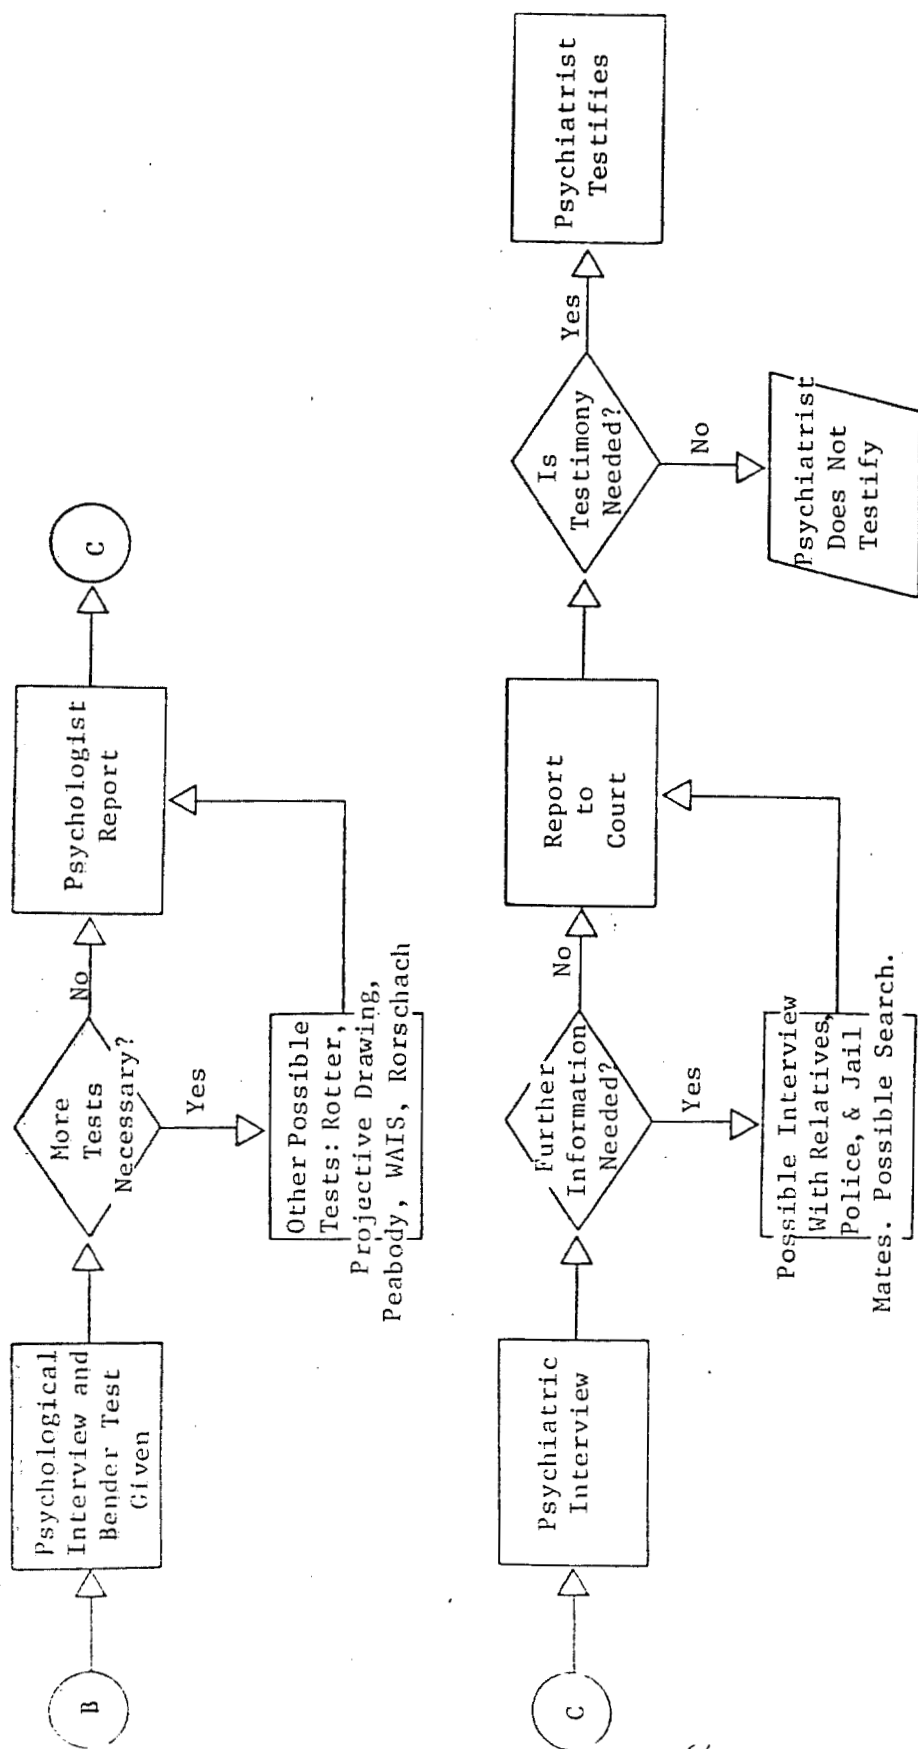 B
Psychological
Interview and
Bender Test
Given
More
Tests
Necessary?
No
Yes
Other Possible
Tests: Rotter,
Projective Drawing,
Peabody, WAIS, Rorschach
Psychologist
Report
C
C
Psychiatric
Interview
Further
Information
Needed?
No
Yes
Possible Interview
With Relatives,
Police, & Jail
Mates. Possible Search.
Report
to
Court
Is
Testimony
Needed?
Yes
No
Psychiatrist
Testifies
Psychiatrist
Does Not
Testify